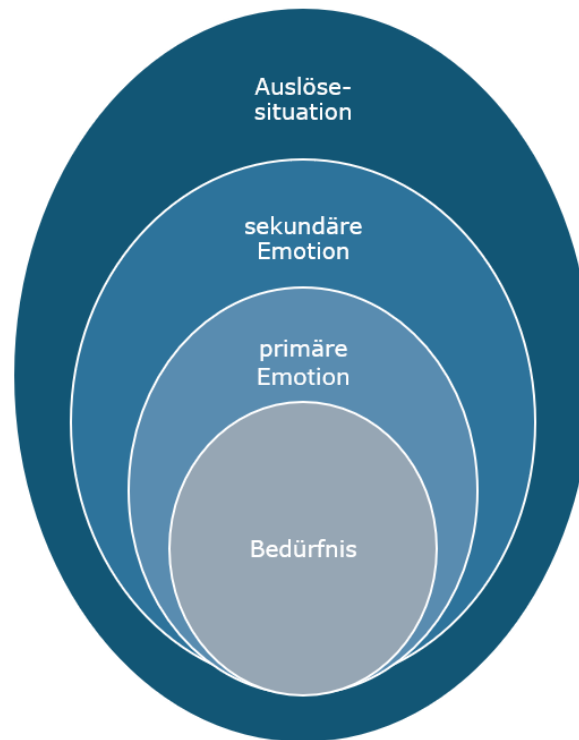 Auslöse-
situation
sekundäre
Emotion
primäre
Emotion
Bedürfnis